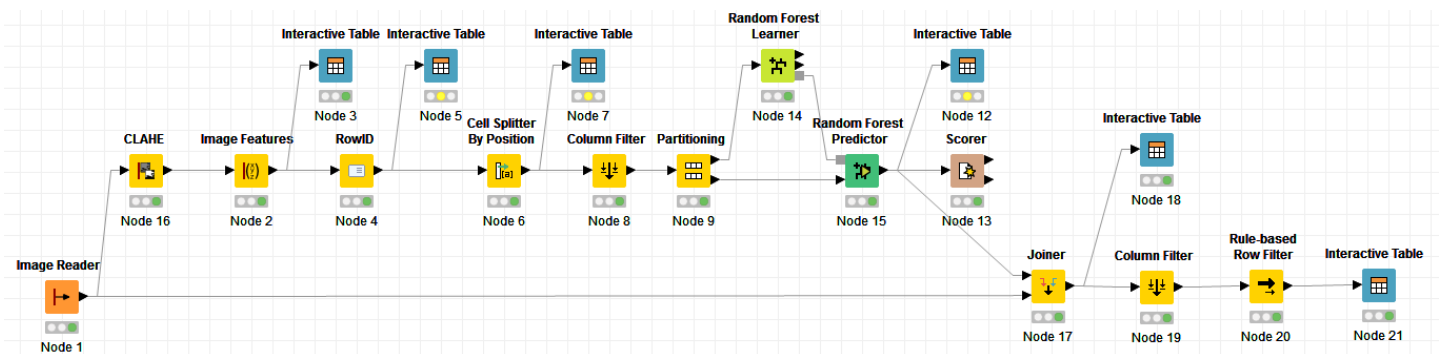 Random Forest
Learner
Interactive Table
Interactive Table
Interactive Table
Interactive Table
Node 3
Node 5
Node 7
Node 14
Node 12
CLAHE
Image Features
RowID
Cell Splitter
By Position
Column Filter
Partitioning
Random Forest
Predictor
Scorer
Interactive Table
Node 16
Node 2
Node 4
[a]
Node 6
Node 8
Node 9
Node 15
Node 13
Node 18
Image Reader
Joiner
Column Filter
Rule-based
Row Filter
Interactive Table
Node 1
Node 17
Node 19
Node 20
Node 21